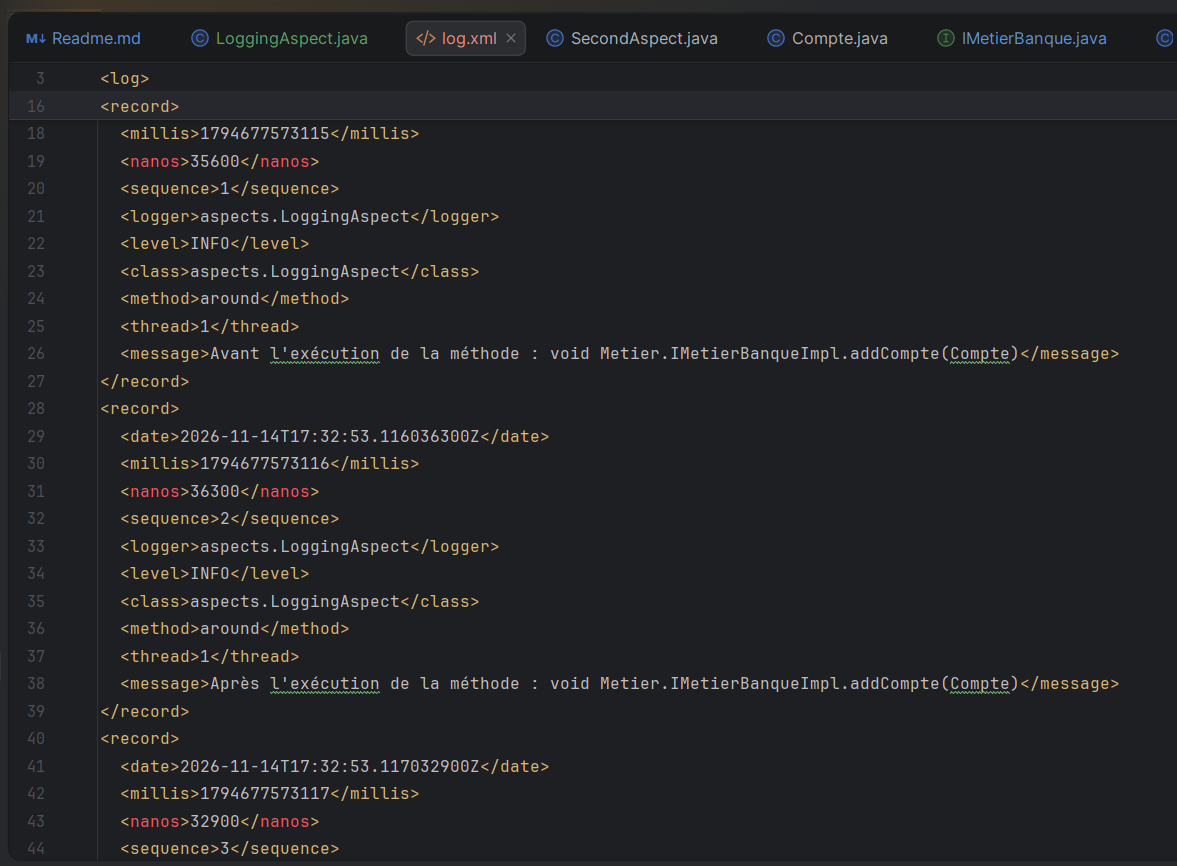 M↓ Readme.md © LoggingAspect.java </> log.xml × © SecondAspect.java © Compte.java Ⓘ IMetierBanque.java ©
3 <log>
16 <record>
18 <millis>1794677573115</millis>
19 <nanos>35600</nanos>
20 <sequence>1</sequence>
21 <logger>aspects.LoggingAspect</logger>
22 <level>INFO</level>
23 <class>aspects.LoggingAspect</class>
24 <method>around</method>
25 <thread>1</thread>
26 <message>Avant l'exécution de la méthode : void Metier.IMetierBanqueImpl.addCompte(Compte)</message>
27 </record>
28 <record>
29 <date>2026-11-14T17:32:53.116036300Z</date>
30 <millis>1794677573116</millis>
31 <nanos>36300</nanos>
32 <sequence>2</sequence>
33 <logger>aspects.LoggingAspect</logger>
34 <level>INFO</level>
35 <class>aspects.LoggingAspect</class>
36 <method>around</method>
37 <thread>1</thread>
38 <message>Après l'exécution de la méthode : void Metier.IMetierBanqueImpl.addCompte(Compte)</message>
39 </record>
40 <record>
41 <date>2026-11-14T17:32:53.117032900Z</date>
42 <millis>1794677573117</millis>
43 <nanos>32900</nanos>
44 <sequence>3</sequence>